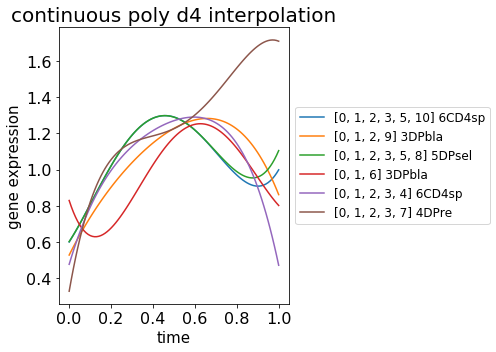 continuous poly d4 interpolation
gene expression
1.6
1.4
1.2
1.0
0.8
0.6
0.4
0.0 0.2 0.4 0.6 0.8 1.0
time
[0, 1, 2, 3, 5, 10] 6CD4sp
[0, 1, 2, 9] 3DPbla
[0, 1, 2, 3, 5, 8] 5DPsel
[0, 1, 6] 3DPbla
[0, 1, 2, 3, 4] 6CD4sp
[0, 1, 2, 3, 7] 4DPre